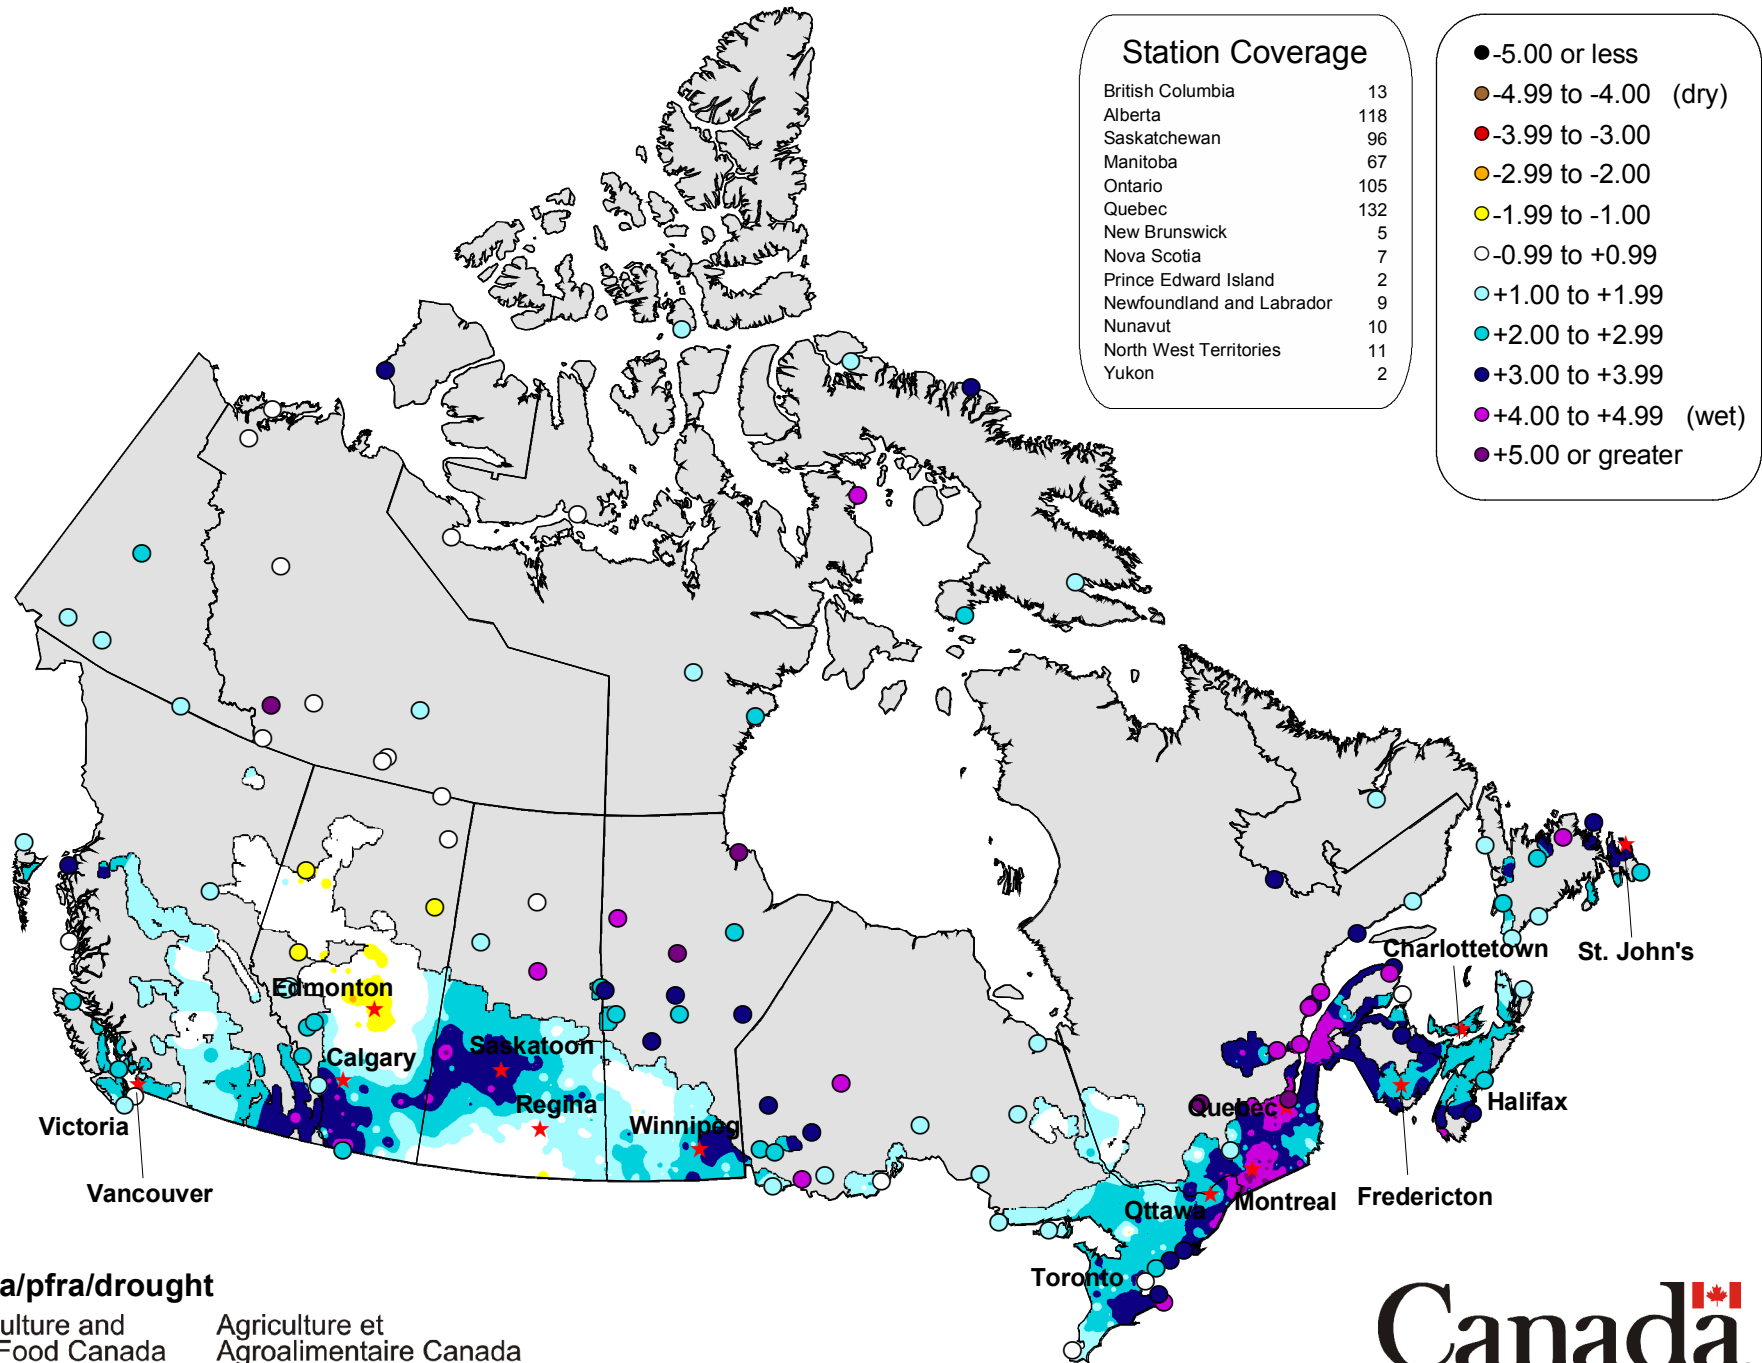 Station Coverage
British Columbia 13
Alberta 118
Saskatchewan 96
Manitoba 67
Ontario 105
Quebec 132
New Brunswick 5
Nova Scotia 7
Prince Edward Island 2
Newfoundland and Labrador 9
Nunavut 10
North West Territories 11
Yukon 2
-5.00 or less
-4.99 to -4.00 (dry)
-3.99 to -3.00
-2.99 to -2.00
-1.99 to -1.00
-0.99 to +0.99
+1.00 to +1.99
+2.00 to +2.99
+3.00 to +3.99
+4.00 to +4.99 (wet)
+5.00 or greater
Charlottetown
St. John's
Edmonton
Saskatoon
Calgary
Regina
Winnipeg
Quebec
Halifax
Victoria
Vancouver
Ottawa
Montreal
Fredericton
Toronto
a/pfra/drought
ulture and
Food Canada
Agriculture et
Agroalimentaire Canada
Canada